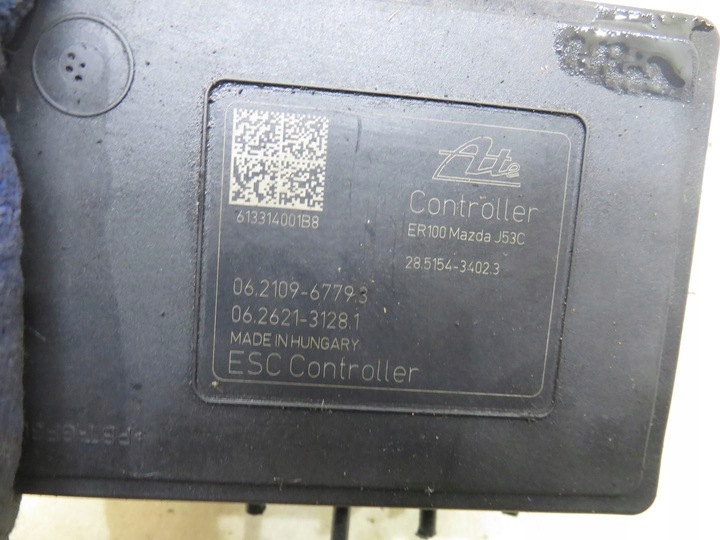 Ate
Controller
613314001B8
ER100 Mazda J53C
28.5154-3402.3
06.2109-6779.3
06.2621-3128.1
MADE IN HUNGARY
ESC Controller